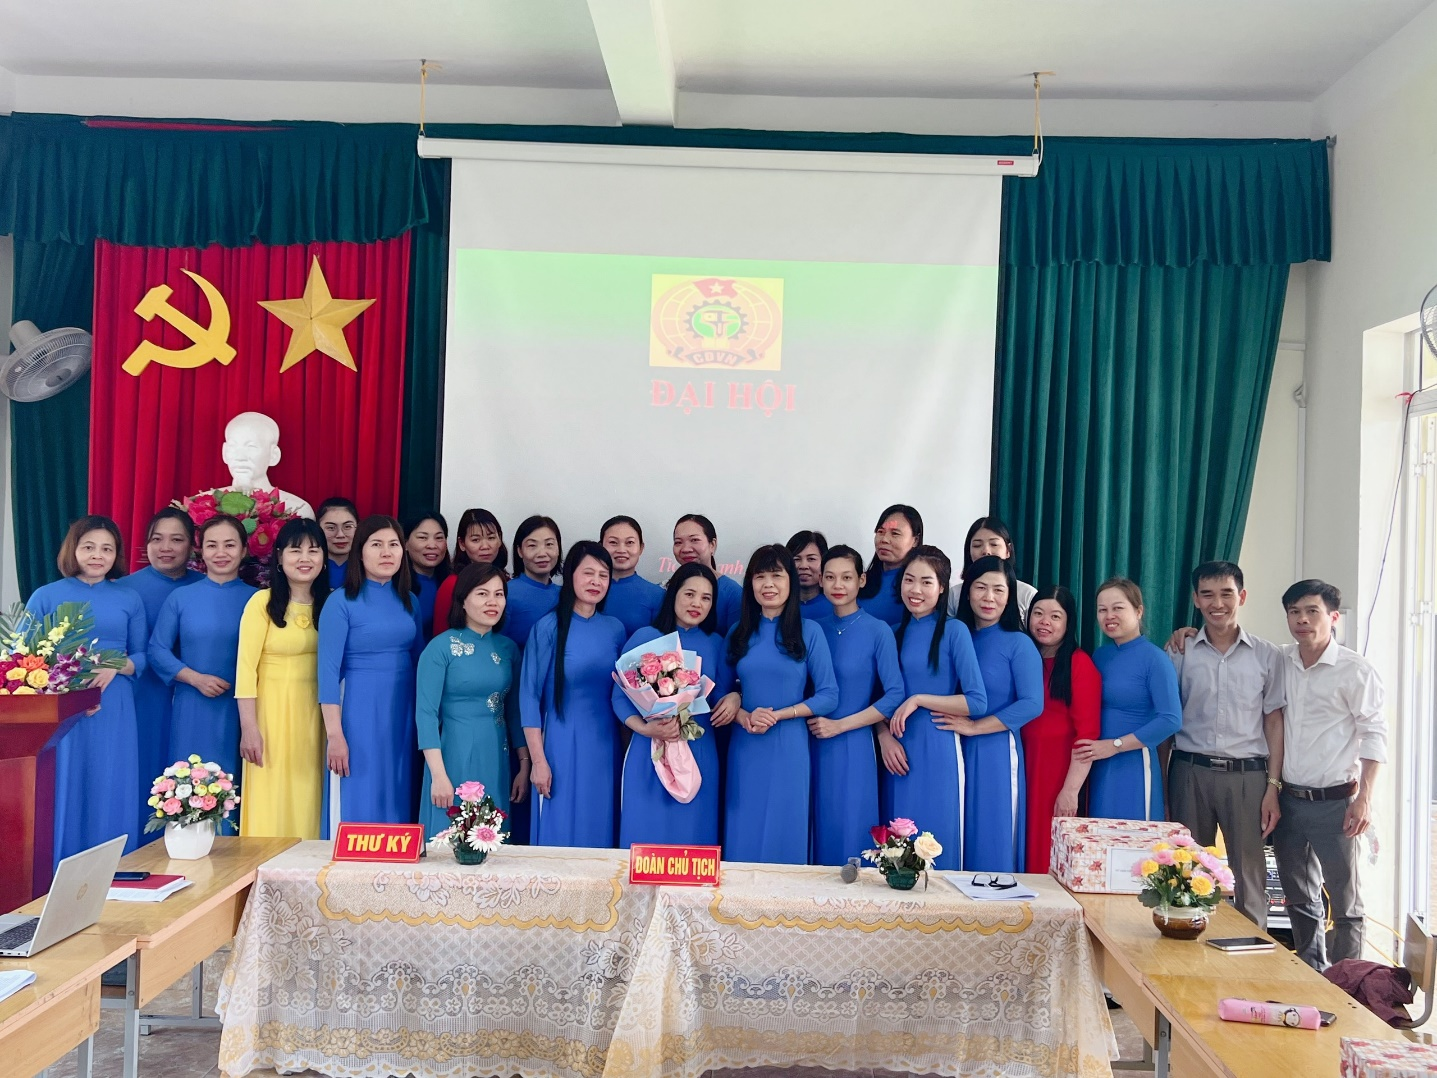 CĐVN
ĐẠI HỘI
THƯ KÝ
ĐOÀN CHỦ TỊCH